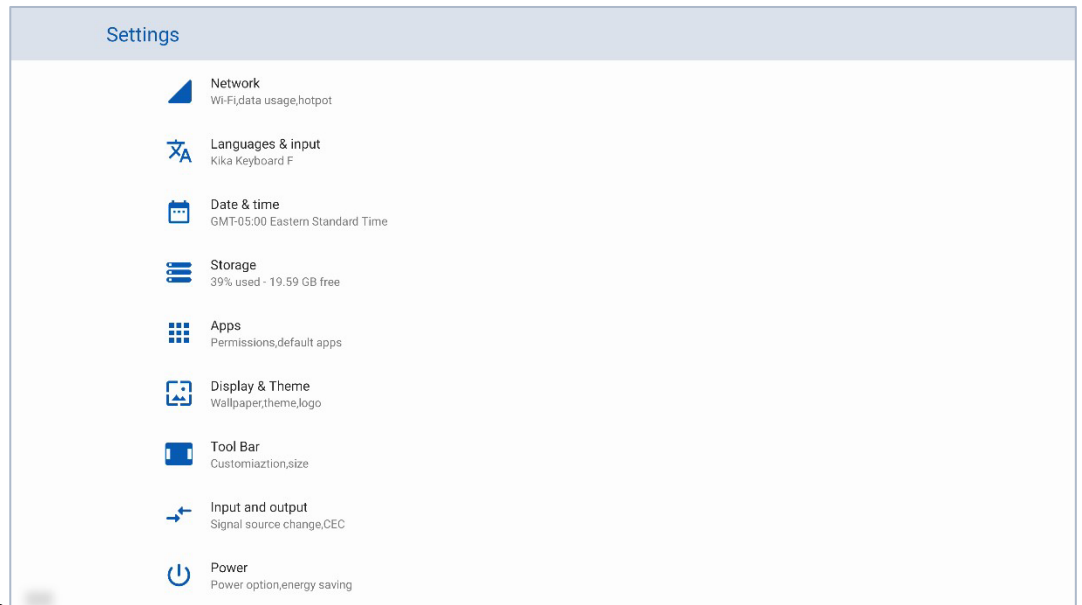 Settings
Network
Wi-Fi,data usage,hotpot
Languages & input
Kika Keyboard F
Date & time
GMT-05:00 Eastern Standard Time
Storage
39% used - 19.59 GB free
Apps
Permissions,default apps
Display & Theme
Wallpaper,theme,logo
Tool Bar
Customiaztion,size
Input and output
Signal source change,CEC
Power
Power option,energy saving